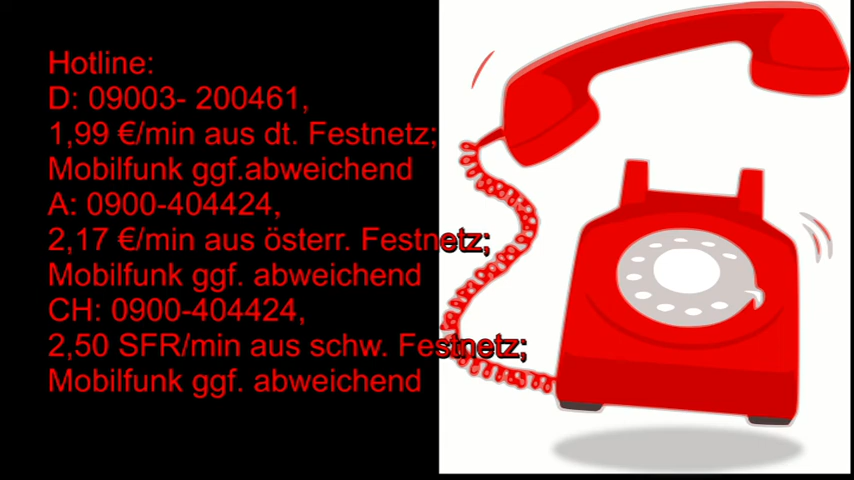 Hotline:
D: 09003- 200461,
1,99 €/min aus dt. Festnetz;
Mobilfunk ggf.abweichend
A: 0900-404424,
2,17 €/min aus österr. Festnetz;
Mobilfunk ggf. abweichend
CH: 0900-404424,
2,50 SFR/min aus schw. Festnetz;
Mobilfunk ggf. abweichend